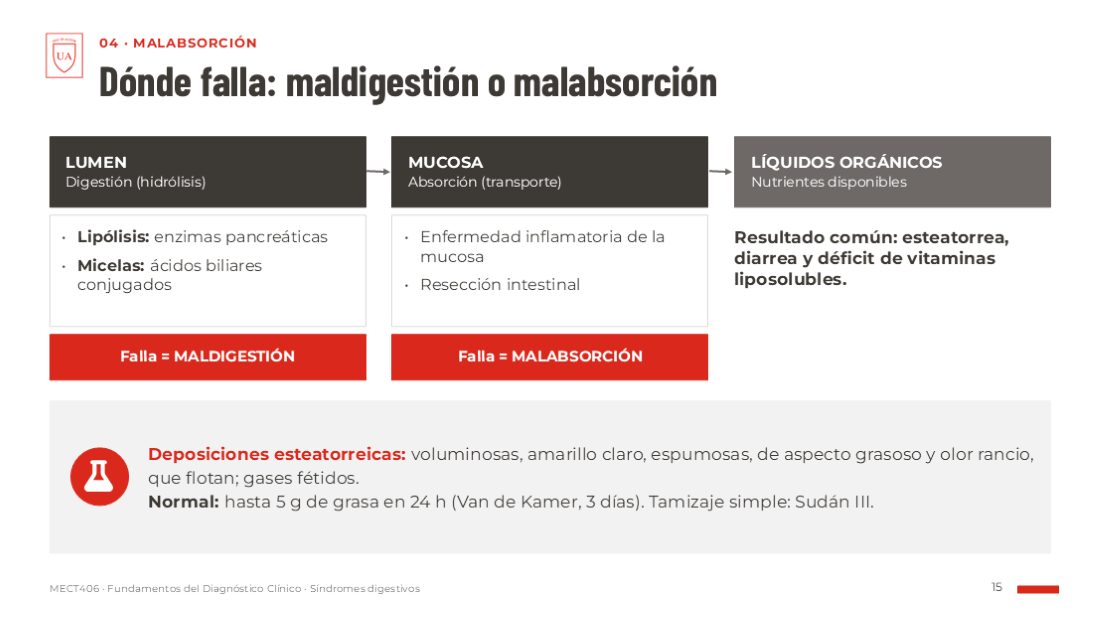 UA
04 · MALABSORCIÓN
Dónde falla: maldigestión o malabsorción
LUMEN
Digestión (hidrólisis)
MUCOSA
Absorción (transporte)
LÍQUIDOS ORGÁNICOS
Nutrientes disponibles
• Lipólisis: enzimas pancreáticas
• Micelas: ácidos biliares
conjugados
• Enfermedad inflamatoria de la
mucosa
• Resección intestinal
Resultado común: esteatorrea,
diarrea y déficit de vitaminas
liposolubles.
Falla = MALDIGESTIÓN
Falla = MALABSORCIÓN
Deposiciones esteatorreicas: voluminosas, amarillo claro, espumosas, de aspecto grasoso y olor rancio,
que flotan; gases fétidos.
Normal: hasta 5 g de grasa en 24 h (Van de Kamer, 3 días). Tamizaje simple: Sudán III.
MECT406 · Fundamentos del Diagnóstico Clínico · Síndromes digestivos
15